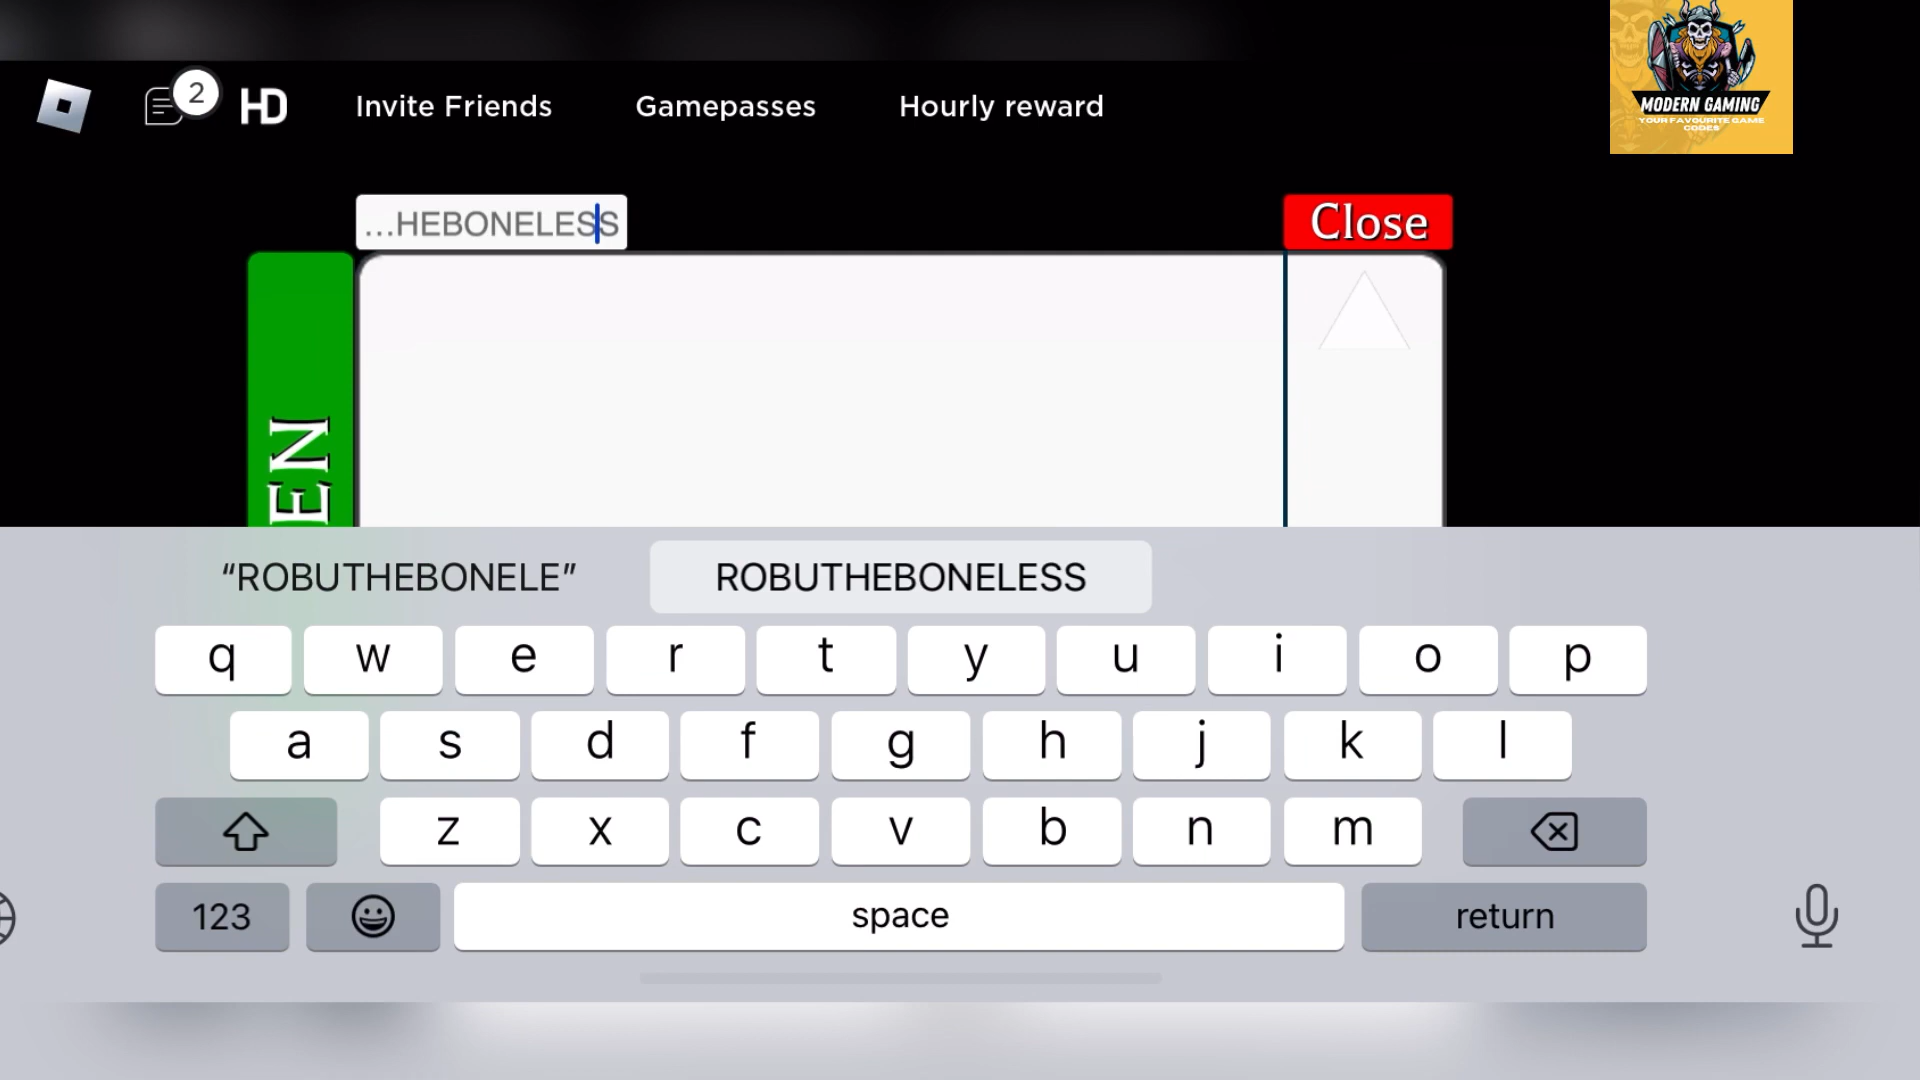 2
HD
Invite Friends
Gamepasses
Hourly reward
MODERN GAMING
YOUR FAVOURITE GAME
CODES
...HEBONELESS
Close
EN
“ROBUTHEBONELE”
ROBUTHEBONELESS
q w e r t y u i o p
a s d f g h j k l
z x c v b n m
123
space
return